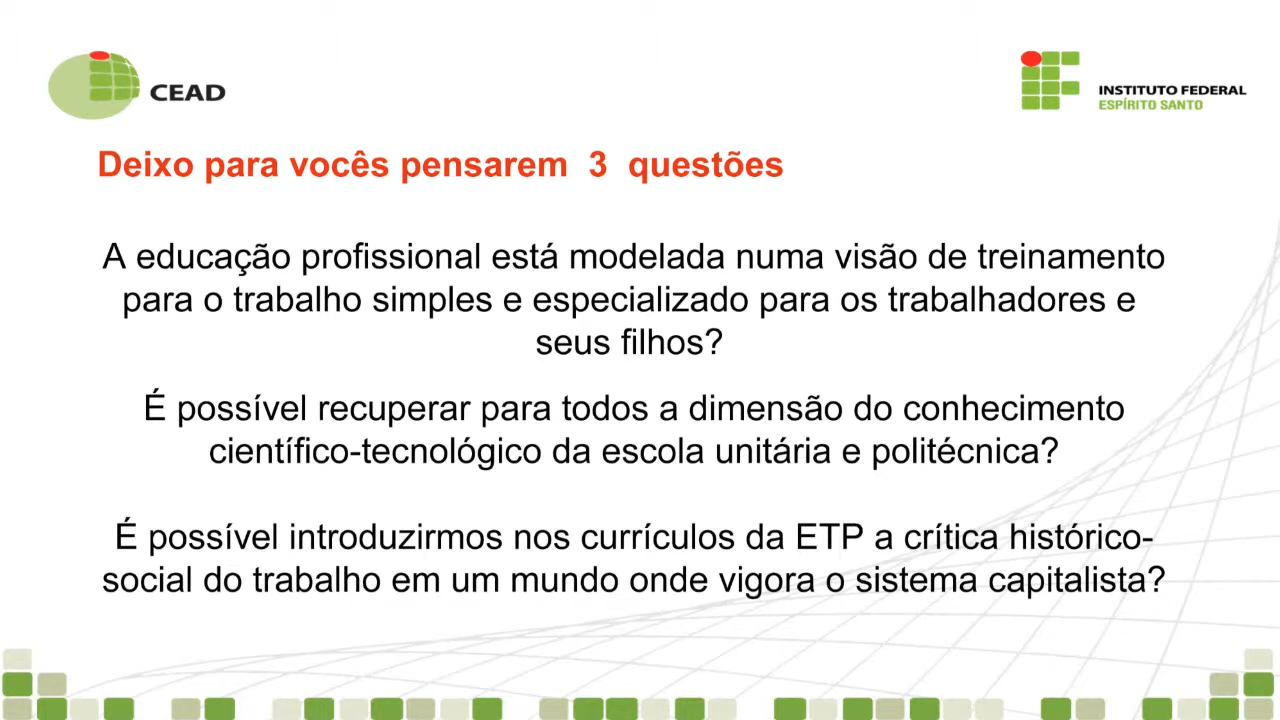 CEAD
INSTITUTO FEDERAL
ESPÍRITO SANTO
Deixo para vocês pensarem 3 questões
A educação profissional está modelada numa visão de treinamento
para o trabalho simples e especializado para os trabalhadores e
seus filhos?
É possível recuperar para todos a dimensão do conhecimento
científico-tecnológico da escola unitária e politécnica?
É possível introduzirmos nos currículos da ETP a crítica histórico-
social do trabalho em um mundo onde vigora o sistema capitalista?